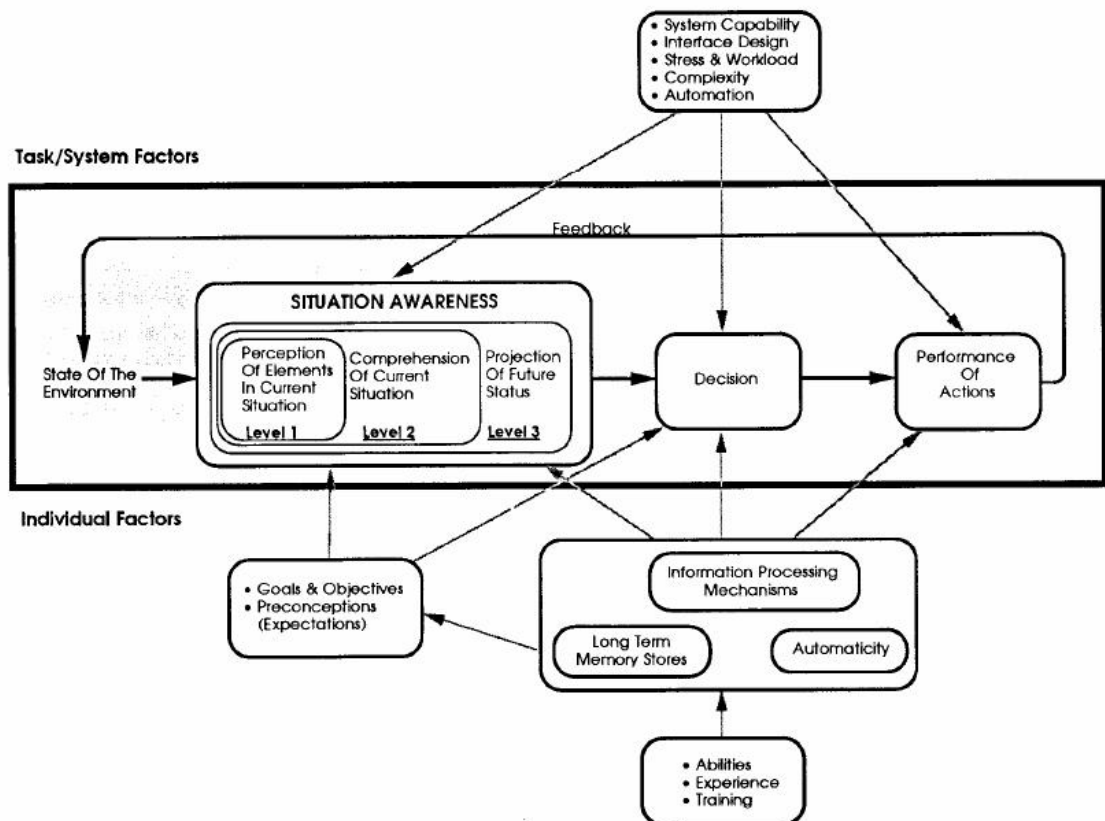 • System Capability
• Interface Design
• Stress & Workload
• Complexity
• Automation
Task/System Factors
Feedback
SITUATION AWARENESS
State Of The
Environment
Perception
Of Elements
In Current
Situation
Level 1
Comprehension
Of Current
Situation
Level 2
Projection
Of Future
Status
Level 3
Decision
Performance
Of
Actions
Individual Factors
• Goals & Objectives
• Preconceptions
(Expectations)
Information Processing
Mechanisms
Long Term
Memory Stores
Automaticity
• Abilities
• Experience
• Training